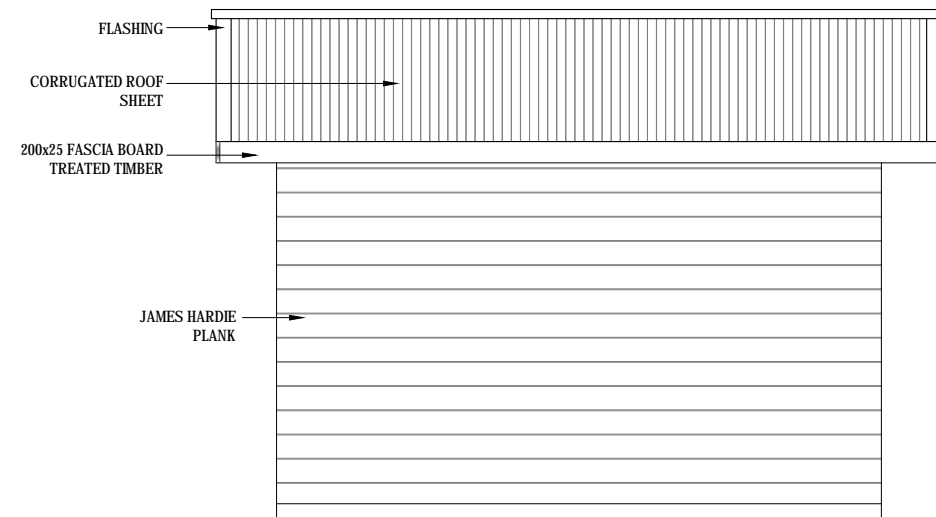 FLASHING
CORRUGATED ROOF
SHEET
200x25 FASCIA BOARD
TREATED TIMBER
JAMES HARDIE
PLANK